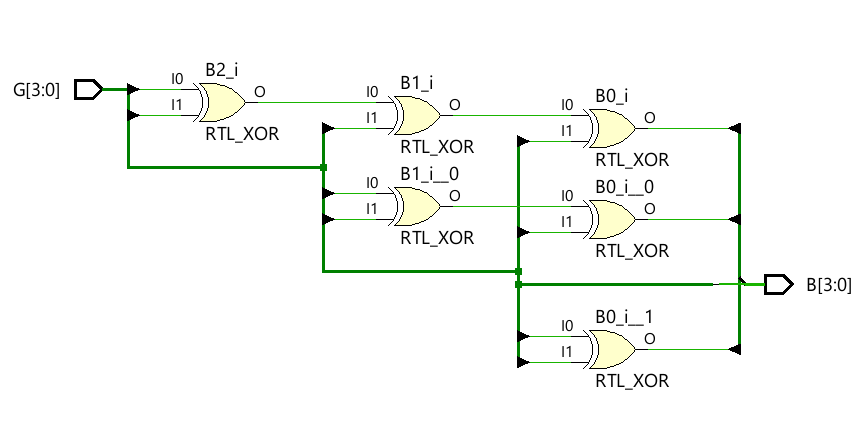 G[3:0]
B2_i
I0
I1
O
RTL_XOR
B1_i
I0
I1
O
RTL_XOR
B1_i__0
I0
I1
O
RTL_XOR
B0_i
I0
I1
O
RTL_XOR
B0_i__0
I0
I1
O
RTL_XOR
B0_i__1
I0
I1
O
RTL_XOR
B[3:0]